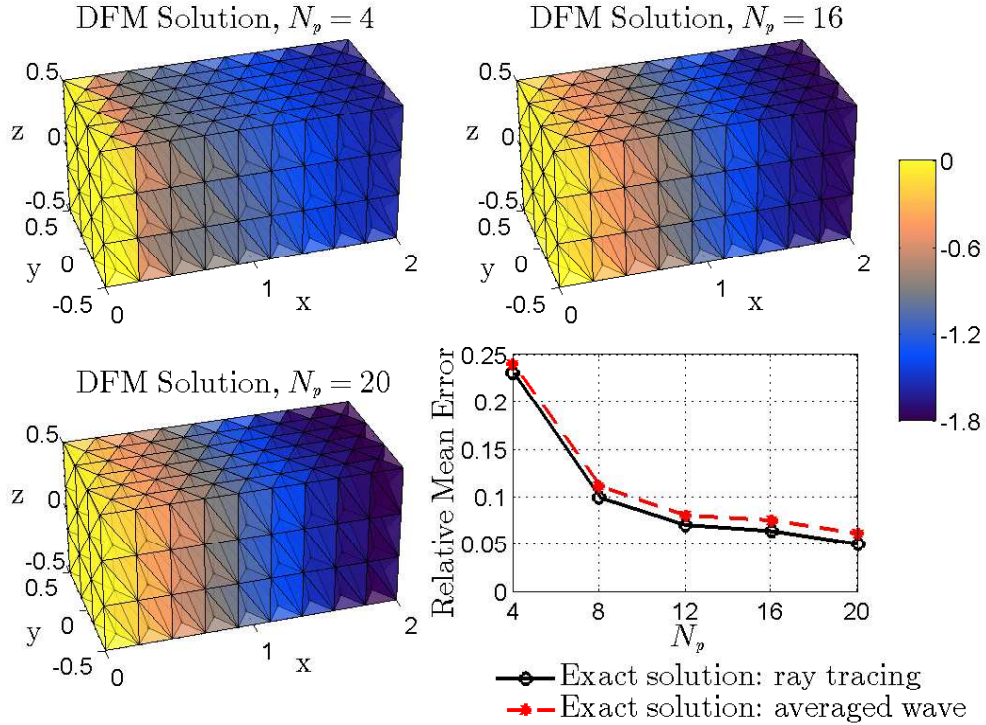 DFM Solution, N_p = 4
0.5
0
-0.5
z
0.5
0
-0.5
y
0
1
2
x
DFM Solution, N_p = 16
0.5
0
-0.5
z
0.5
0
-0.5
y
0
1
2
x
0
-0.6
-1.2
-1.8
DFM Solution, N_p = 20
0.5
0
-0.5
z
0.5
0
-0.5
y
0
1
2
x
Relative Mean Error
0.25
0.2
0.15
0.1
0.05
0
4
8
12
16
20
N_p
Exact solution: ray tracing
Exact solution: averaged wave